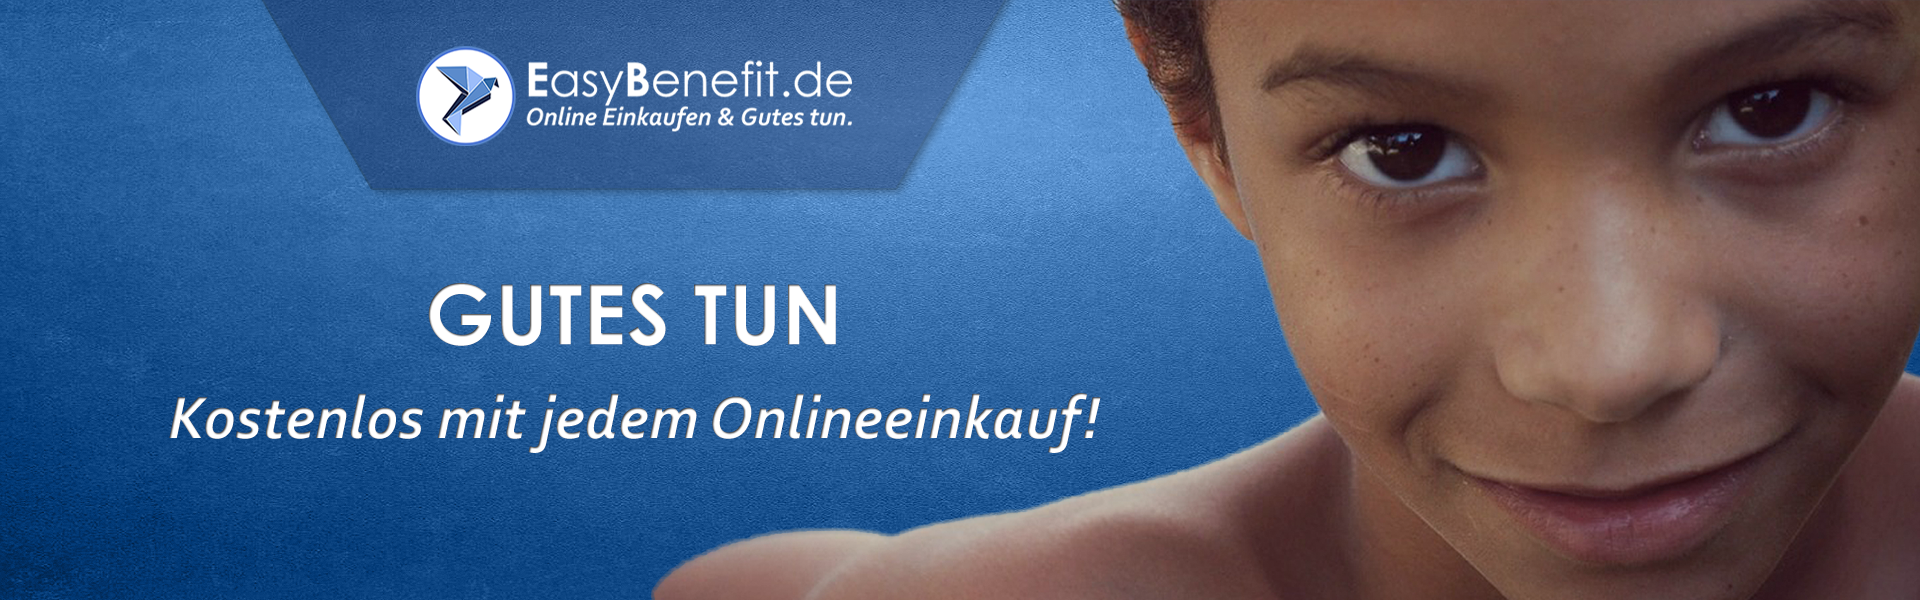 EasyBenefit.de
Online Einkaufen & Gutes tun.
GUTES TUN
Kostenlos mit jedem Onlineeinkauf!